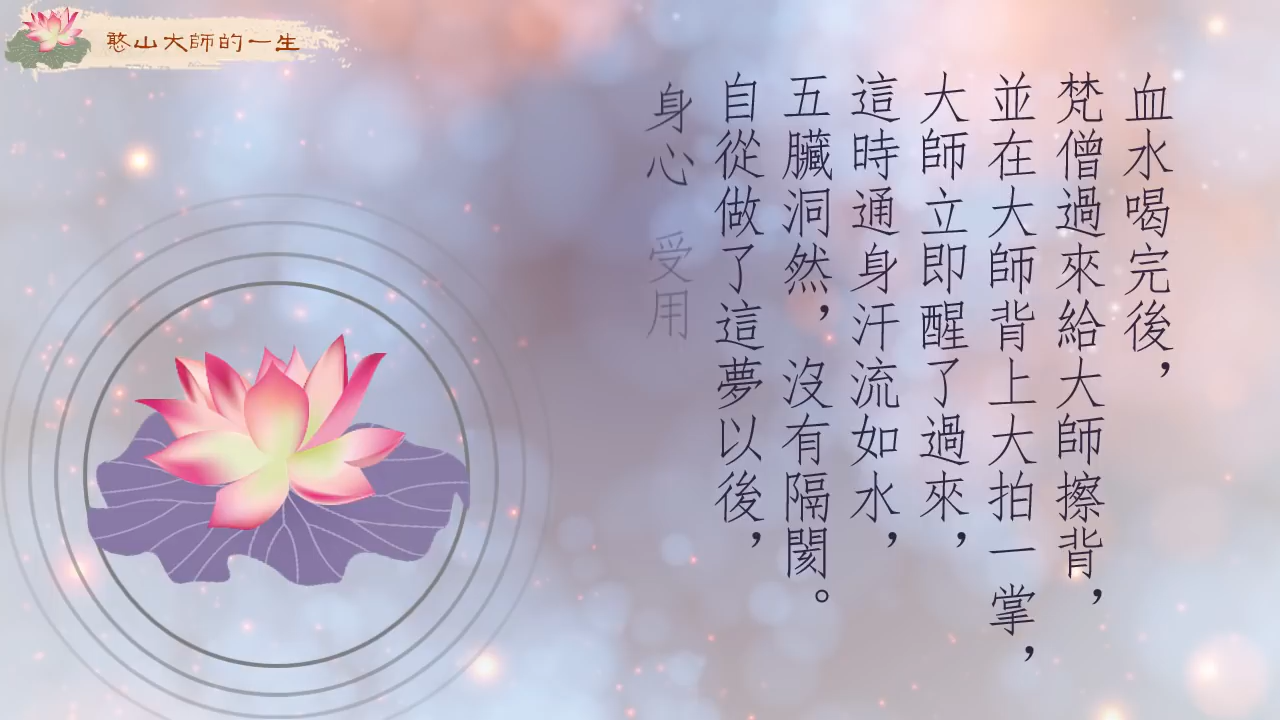 憨山大師的一生
血水喝完後，
梵僧過來給大師擦背，
並在大師背上大拍一掌，
大師立即醒了過來，
這時通身汗流如水，
五臟洞然，沒有隔閡。
自從做了這夢以後，
身心 受用